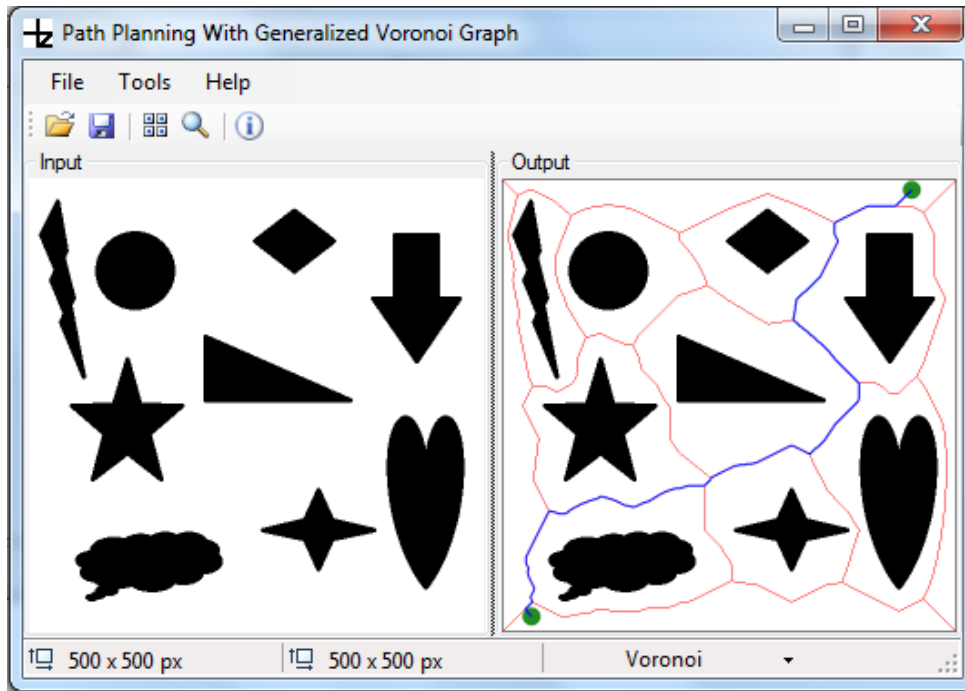 Path Planning With Generalized Voronoi Graph
File Tools Help
Input Output
500 x 500 px 500 x 500 px Voronoi